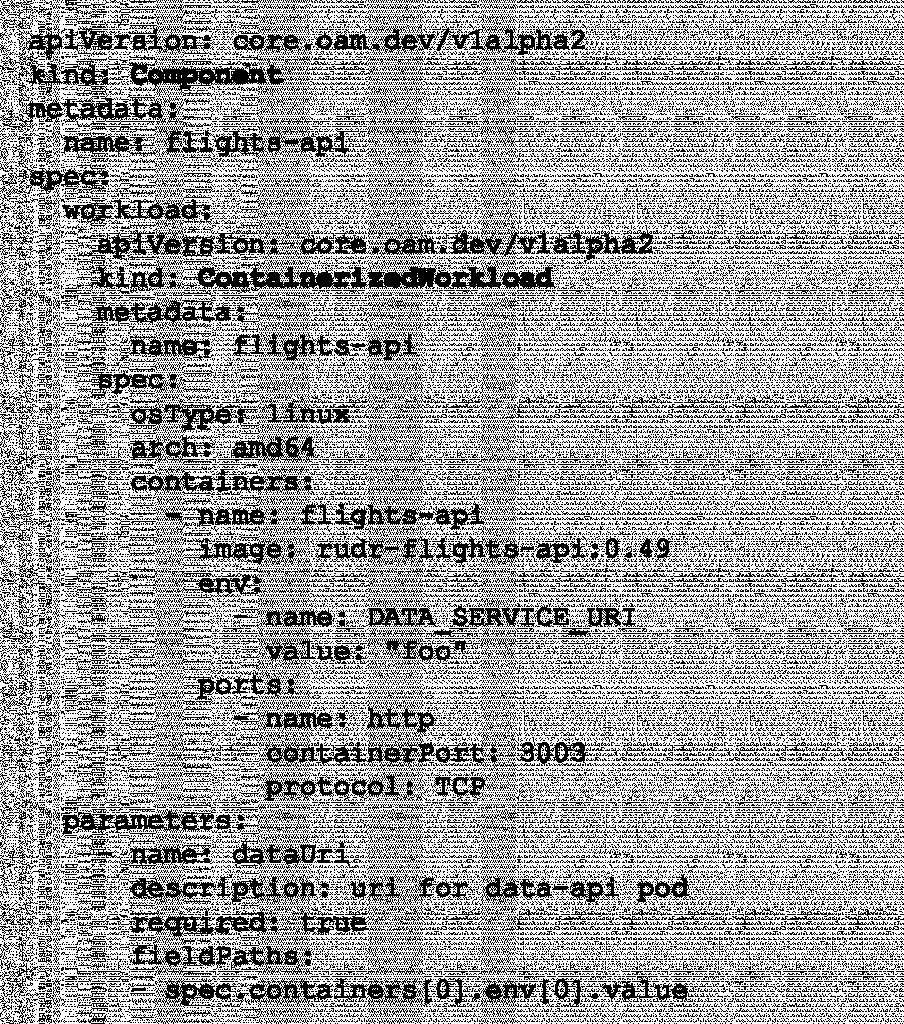 apiVersion: core.oam.dev/v1alpha2
kind: Component
metadata:
  name: flights-api
spec:
  workload:
    apiVersion: core.oam.dev/v1alpha2
    kind: ContainerizedWorkload
    metadata:
      name: flights-api
    spec:
      osType: linux
      arch: amd64
      containers:
        - name: flights-api
          image: rudr-flights-api:0.49
          env:
            - name: DATA_SERVICE_URI
              value: "foo"
          ports:
            - name: http
              containerPort: 3003
              protocol: TCP
  parameters:
    - name: dataUri
      description: uri for data-api pod
      required: true
      fieldPaths:
      - spec.containers[0].env[0].value